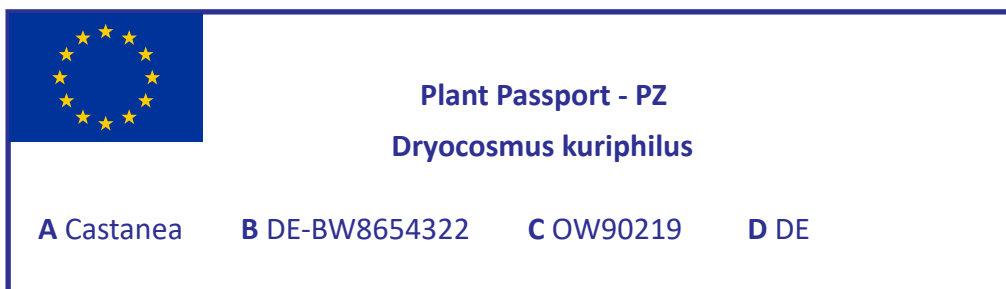 Plant Passport - PZ
Dryocosmus kuriphilus
A Castanea B DE-BW8654322 C OW90219 D DE